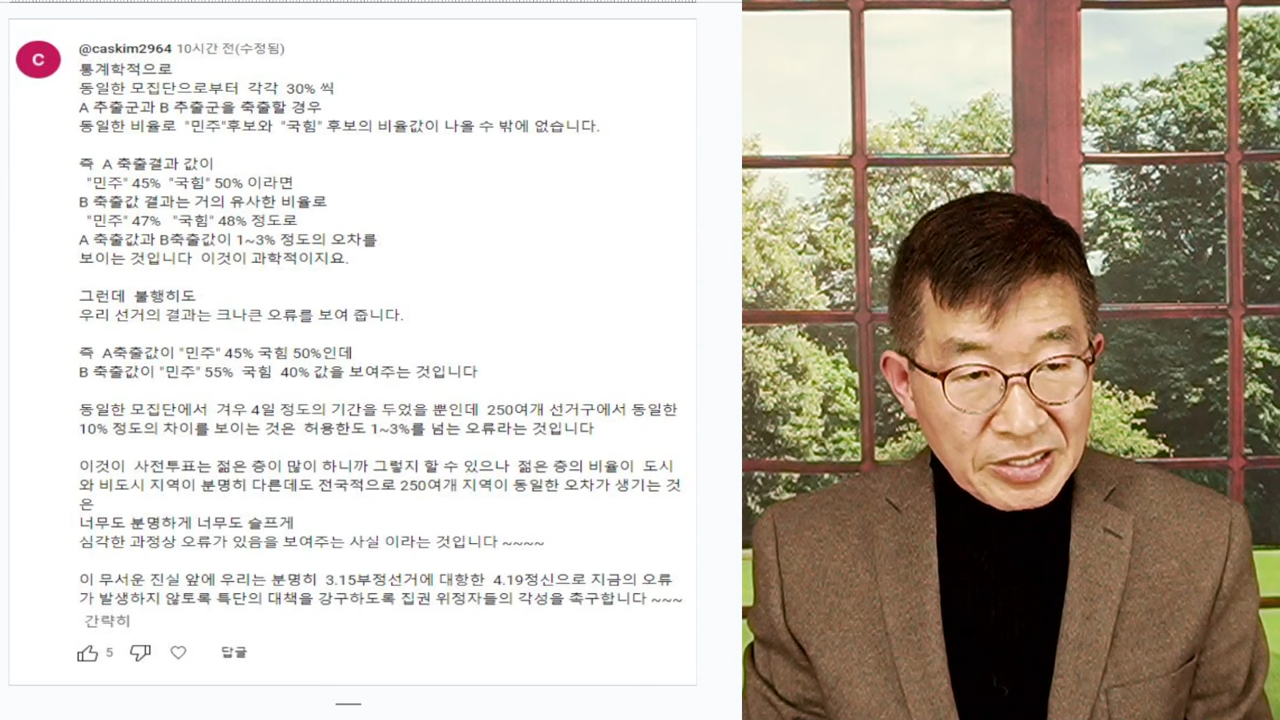 C
@caskim2964 10시간 전(수정됨)
통계학적으로
동일한 모집단으로부터 각각 30% 씩
A 추출군과 B 추출군을 축출할 경우
동일한 비율로 "민주"후보와 "국힘" 후보의 비율값이 나올 수 밖에 없습니다.
즉 A 축출결과 값이
"민주" 45% "국힘" 50% 이라면
B 축출값 결과는 거의 유사한 비율로
"민주" 47% "국힘" 48% 정도로
A 축출값과 B축출값이 1~3% 정도의 오차를
보이는 것입니다 이것이 과학적이지요.
그런데 불행히도
우리 선거의 결과는 크나큰 오류를 보여 줍니다.
즉 A축출값이 "민주" 45% 국힘 50%인데
B 축출값이 "민주" 55% 국힘 40% 값을 보여주는 것입니다
동일한 모집단에서 겨우 4일 정도의 기간을 두었을 뿐인데 250여개 선거구에서 동일한
10% 정도의 차이를 보이는 것은 허용한도 1~3%를 넘는 오류라는 것입니다
이것이 사전투표는 젊은 층이 많이 하니까 그렇지 할 수 있으나 젊은 층의 비율이 도시
와 비도시 지역이 분명히 다른데도 전국적으로 250여개 지역이 동일한 오차가 생기는 것
은
너무도 분명하게 너무도 슬프게
심각한 과정상 오류가 있음을 보여주는 사실 이라는 것입니다 ~~~~
이 무서운 진실 앞에 우리는 분명히 3.15부정선거에 대항한 4.19정신으로 지금의 오류
가 발생하지 않토록 특단의 대책을 강구하도록 집권 위정자들의 각성을 촉구합니다 ~~~
간략히
5 답글